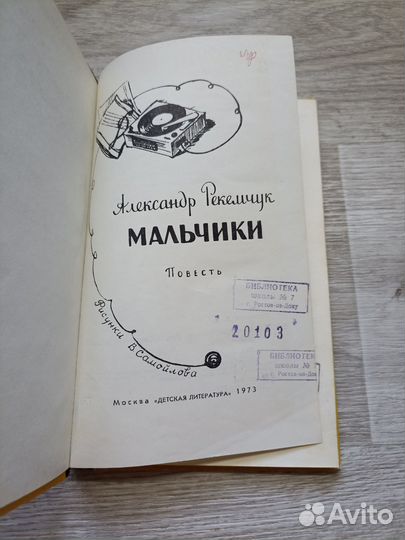 Александр Рекемчук
МАЛЬЧИКИ
Повесть
Рисунки В. Самойлова
БИБЛИОТЕКА
школы № 7
г. Ростов-на-Дону
20103
БИБЛИОТЕКА
школы №
г. Ростов-на-Дон
Москва «ДЕТСКАЯ ЛИТЕРАТУРА» 1973
Avito